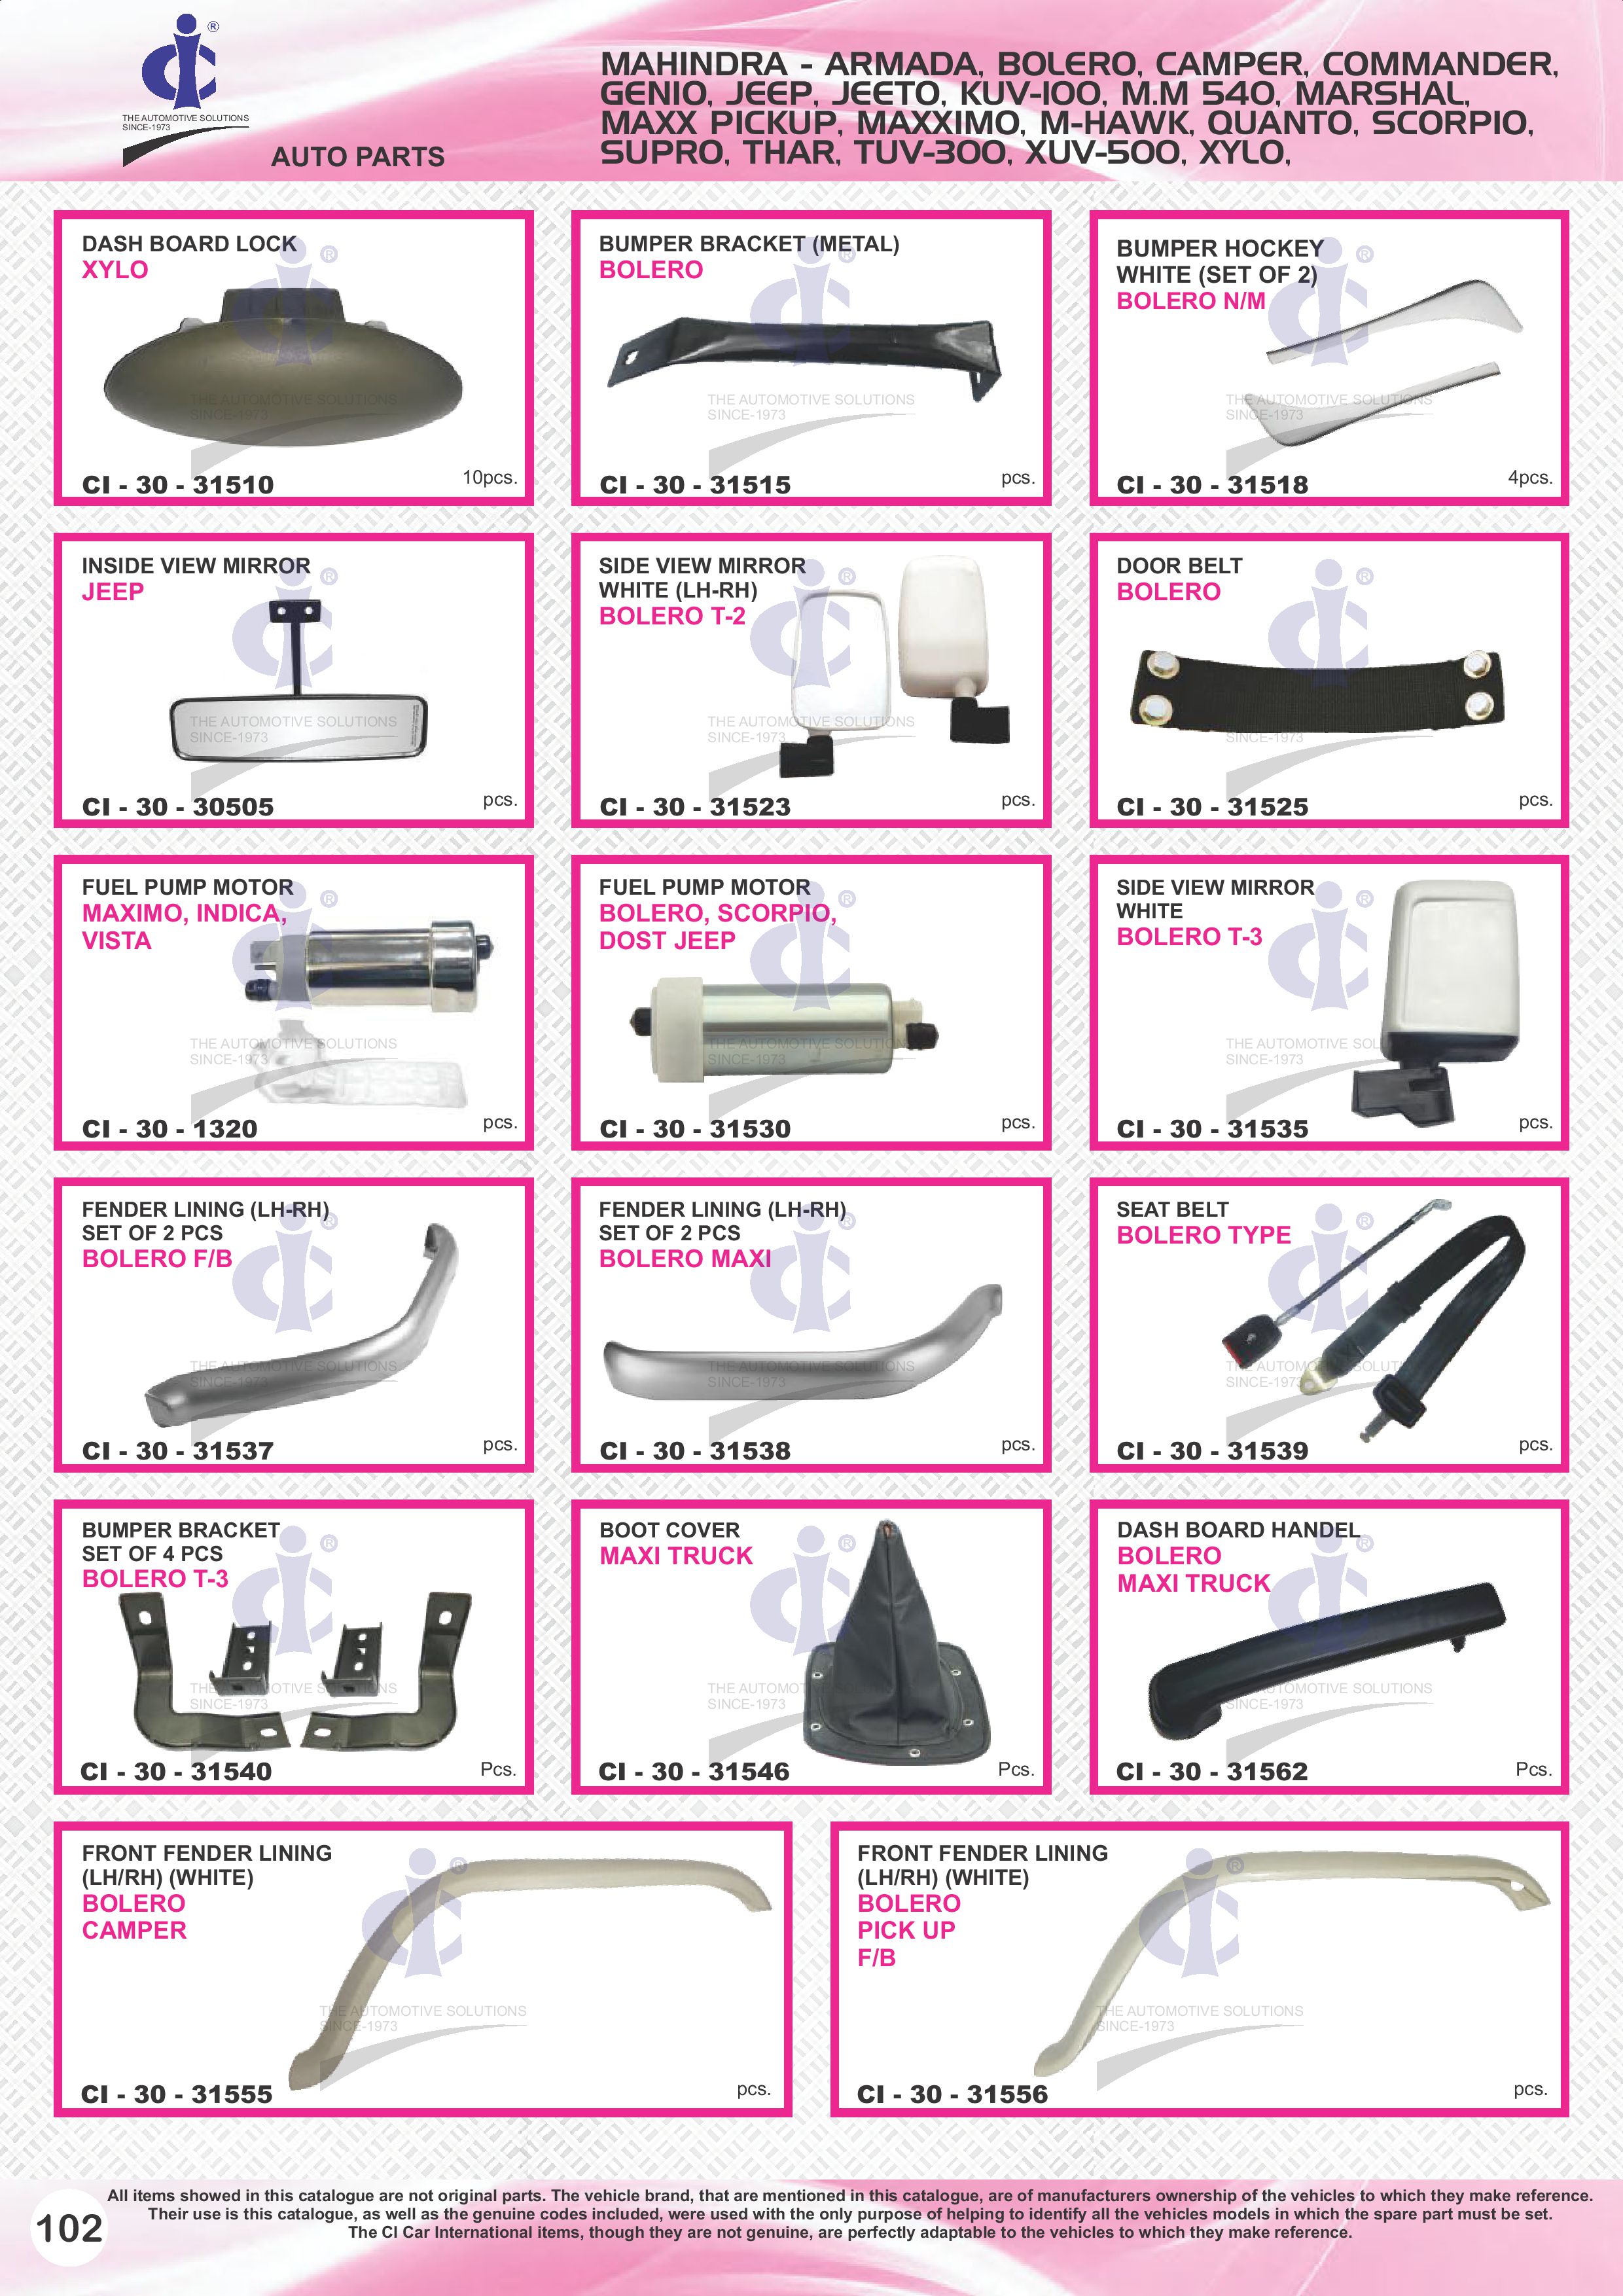 CI
®
THE AUTOMOTIVE SOLUTIONS
SINCE-1973
AUTO PARTS
MAHINDRA - ARMADA, BOLERO, CAMPER, COMMANDER,
GENIO, JEEP, JEETO, KUV-100, M.M 540, MARSHAL,
MAXX PICKUP, MAXXIMO, M-HAWK, QUANTO, SCORPIO,
SUPRO, THAR, TUV-300, XUV-500, XYLO,
DASH BOARD LOCK
XYLO
CI - 30 - 31510
10pcs.
BUMPER BRACKET (METAL)
BOLERO
CI - 30 - 31515
pcs.
BUMPER HOCKEY
WHITE (SET OF 2)
BOLERO N/M
CI - 30 - 31518
4pcs.
INSIDE VIEW MIRROR
JEEP
CI - 30 - 30505
pcs.
SIDE VIEW MIRROR
WHITE (LH-RH)
BOLERO T-2
CI - 30 - 31523
pcs.
DOOR BELT
BOLERO
CI - 30 - 31525
pcs.
FUEL PUMP MOTOR
MAXIMO, INDICA,
VISTA
CI - 30 - 1320
pcs.
FUEL PUMP MOTOR
BOLERO, SCORPIO,
DOST JEEP
CI - 30 - 31530
pcs.
SIDE VIEW MIRROR
WHITE
BOLERO T-3
CI - 30 - 31535
pcs.
FENDER LINING (LH-RH)
SET OF 2 PCS
BOLERO F/B
CI - 30 - 31537
pcs.
FENDER LINING (LH-RH)
SET OF 2 PCS
BOLERO MAXI
CI - 30 - 31538
pcs.
SEAT BELT
BOLERO TYPE
CI - 30 - 31539
pcs.
BUMPER BRACKET
SET OF 4 PCS
BOLERO T-3
CI - 30 - 31540
Pcs.
BOOT COVER
MAXI TRUCK
CI - 30 - 31546
Pcs.
DASH BOARD HANDEL
BOLERO
MAXI TRUCK
CI - 30 - 31562
Pcs.
FRONT FENDER LINING
(LH/RH) (WHITE)
BOLERO
CAMPER
CI - 30 - 31555
pcs.
FRONT FENDER LINING
(LH/RH) (WHITE)
BOLERO
PICK UP
F/B
CI - 30 - 31556
pcs.
102
All items showed in this catalogue are not original parts. The vehicle brand, that are mentioned in this catalogue, are of manufacturers ownership of the vehicles to which they make reference.
Their use is this catalogue, as well as the genuine codes included, were used with the only purpose of helping to identify all the vehicles models in which the spare part must be set.
The CI Car International items, though they are not genuine, are perfectly adaptable to the vehicles to which they make reference.